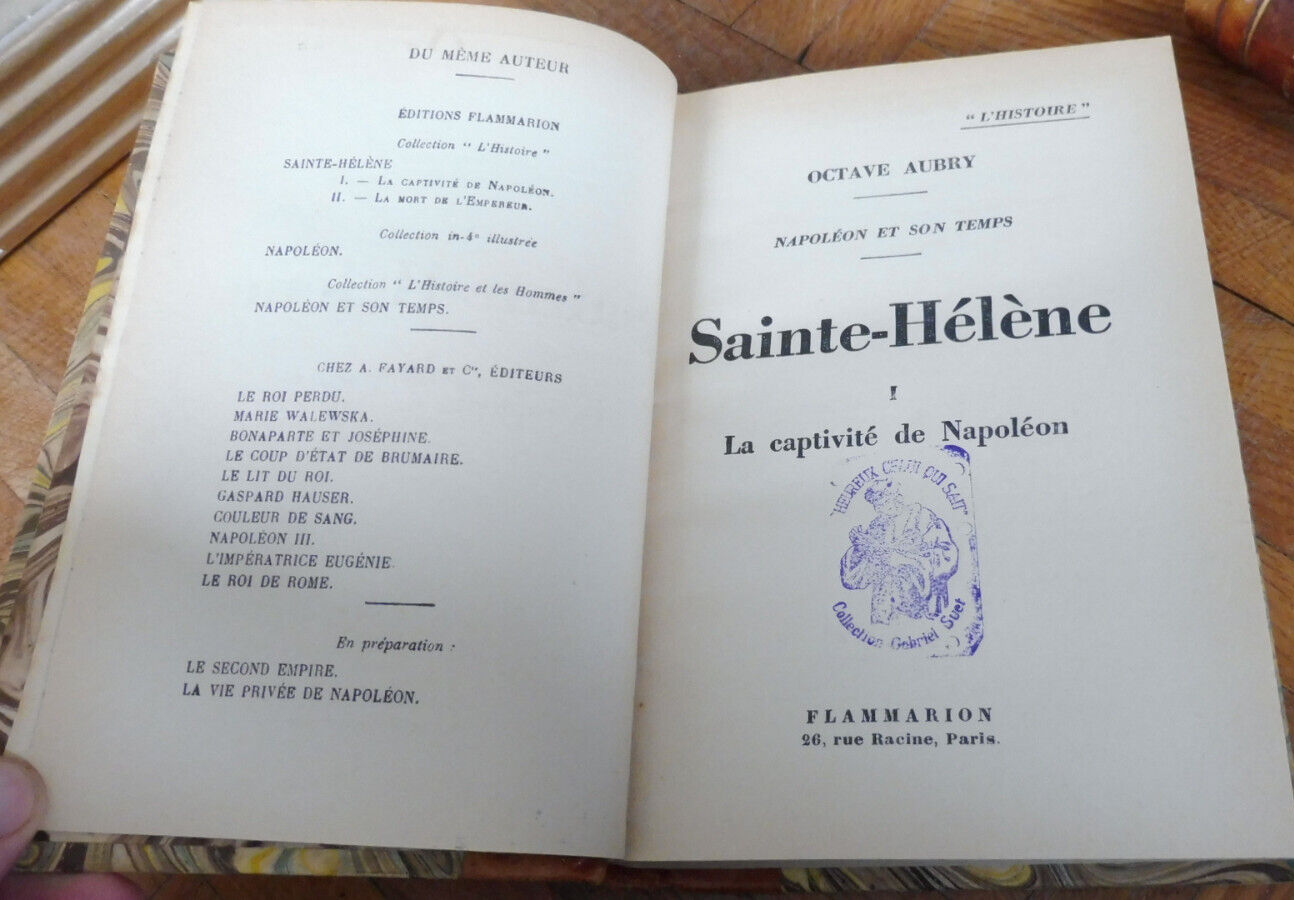 DU MÊME AUTEUR
ÉDITIONS FLAMMARION
Collection " L'Histoire "
SAINTE-HÉLÈNE
I. — LA CAPTIVITÉ DE NAPOLÉON.
II. — LA MORT DE L'EMPEREUR.
Collection in-4° illustrée
NAPOLÉON.
Collection " L'Histoire et les Hommes "
NAPOLÉON ET SON TEMPS.
CHEZ A. FAYARD ET Cie, ÉDITEURS
LE ROI PERDU.
MARIE WALEWSKA.
BONAPARTE ET JOSÉPHINE.
LE COUP D'ÉTAT DE BRUMAIRE.
LE LIT DU ROI.
GASPARD HAUSER.
COULEUR DE SANG.
NAPOLÉON III.
L'IMPÉRATRICE EUGÉNIE.
LE ROI DE ROME.
En préparation :
LE SECOND EMPIRE.
LA VIE PRIVÉE DE NAPOLÉON.
" L'HISTOIRE "
OCTAVE AUBRY
NAPOLÉON ET SON TEMPS
Sainte-Hélène
I
La captivité de Napoléon
"HEUREUX CELUI QUI SAIT"
Collection Gabriel Suet
FLAMMARION
26, rue Racine, Paris.